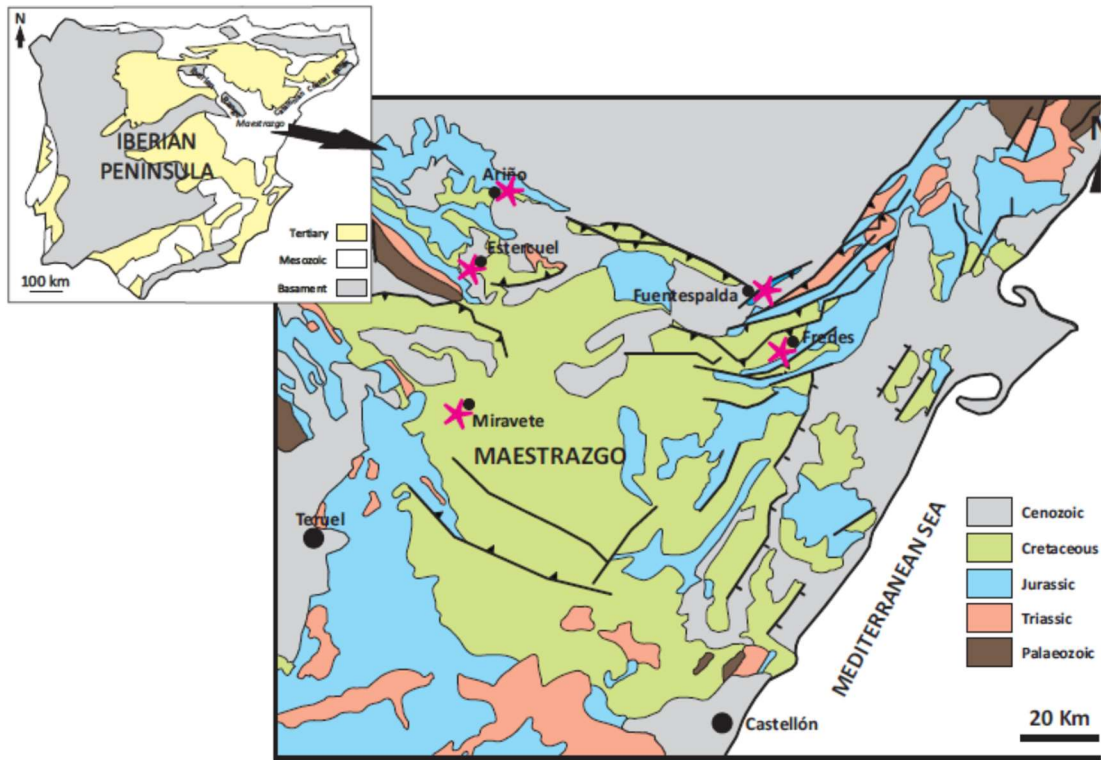 N
Maestrazgo
IBERIAN
PENINSULA
Tertiary
Mesozoic
Basament
100 km
N
Ariño
Estercuel
Fuentespalda
Fredes
Miravete
MAESTRAZGO
Teruel
Castellón
MEDITERRANEAN SEA
Cenozoic
Cretaceous
Jurassic
Triassic
Palaeozoic
20 Km